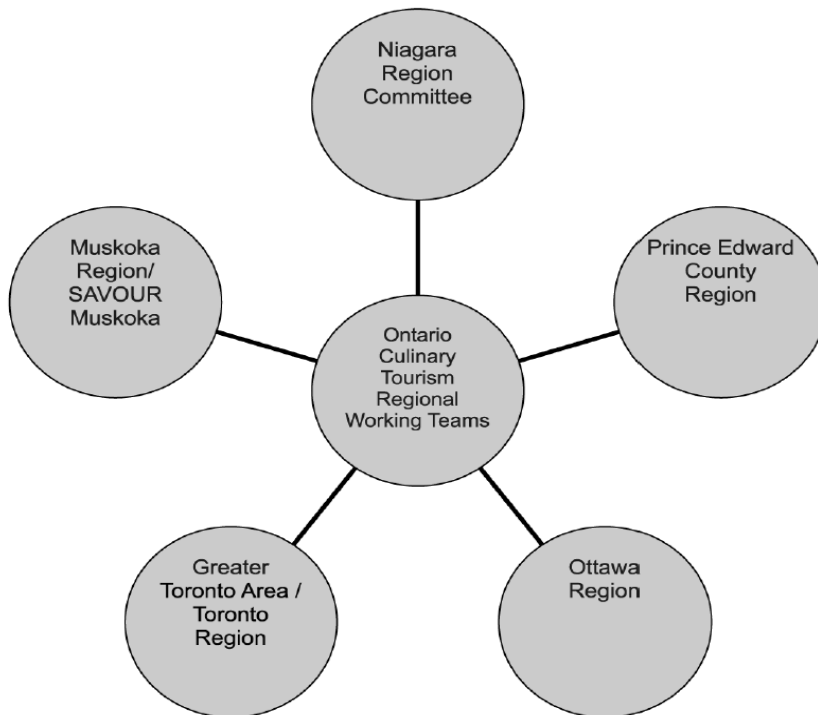 Niagara
Region
Committee
Muskoka
Region/
SAVOUR
Muskoka
Prince Edward
County
Region
Ontario
Culinary
Tourism
Regional
Working Teams
Greater
Toronto Area /
Toronto
Region
Ottawa
Region